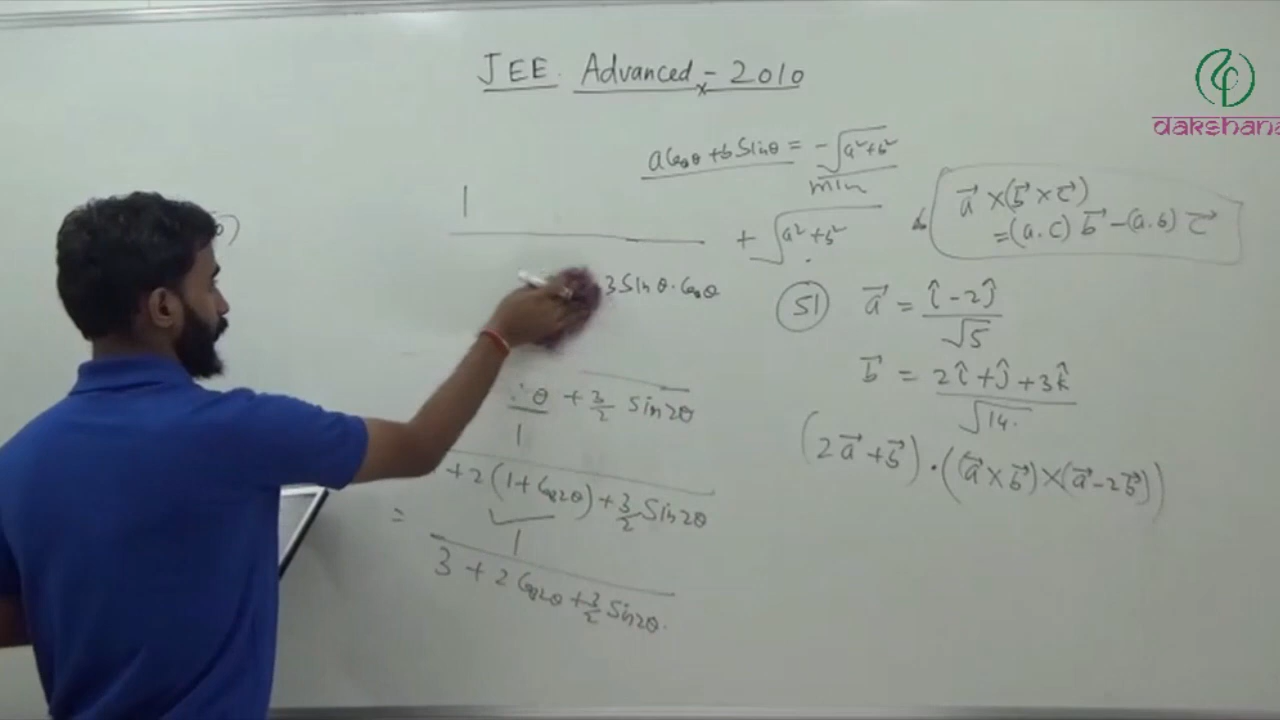 JEE Advanced - 2010
dakshana
a cosθ + b sinθ = -√(a²+b²)
min
+ √(a²+b²)
1
3 sinθ · cosθ
θ + 3/2 sin2θ
1
+ 2 (1 + cos2θ) + 3/2 sin2θ
=
1
3 + 2 cos2θ + 3/2 sin2θ.
a⃗ × (b⃗ × c⃗)
= (a.c) b⃗ - (a.b) c⃗
51 a⃗ = (î - 2ĵ)/√5
b⃗ = (2î + ĵ + 3k̂)/√14.
(2a⃗ + b⃗) · ((a⃗ × b⃗) × (a⃗ - 2b⃗))